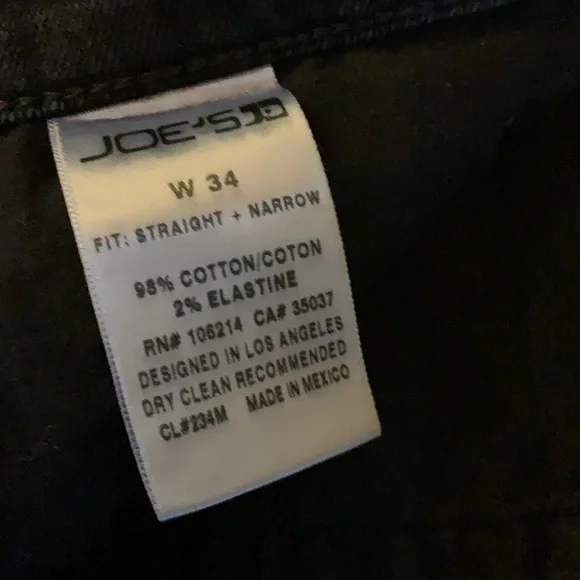 JOE'S JD
W 34
FIT: STRAIGHT + NARROW
98% COTTON/COTON
2% ELASTINE
RN# 106214 CA# 35037
DESIGNED IN LOS ANGELES
DRY CLEAN RECOMMENDED
CL#234M MADE IN MEXICO